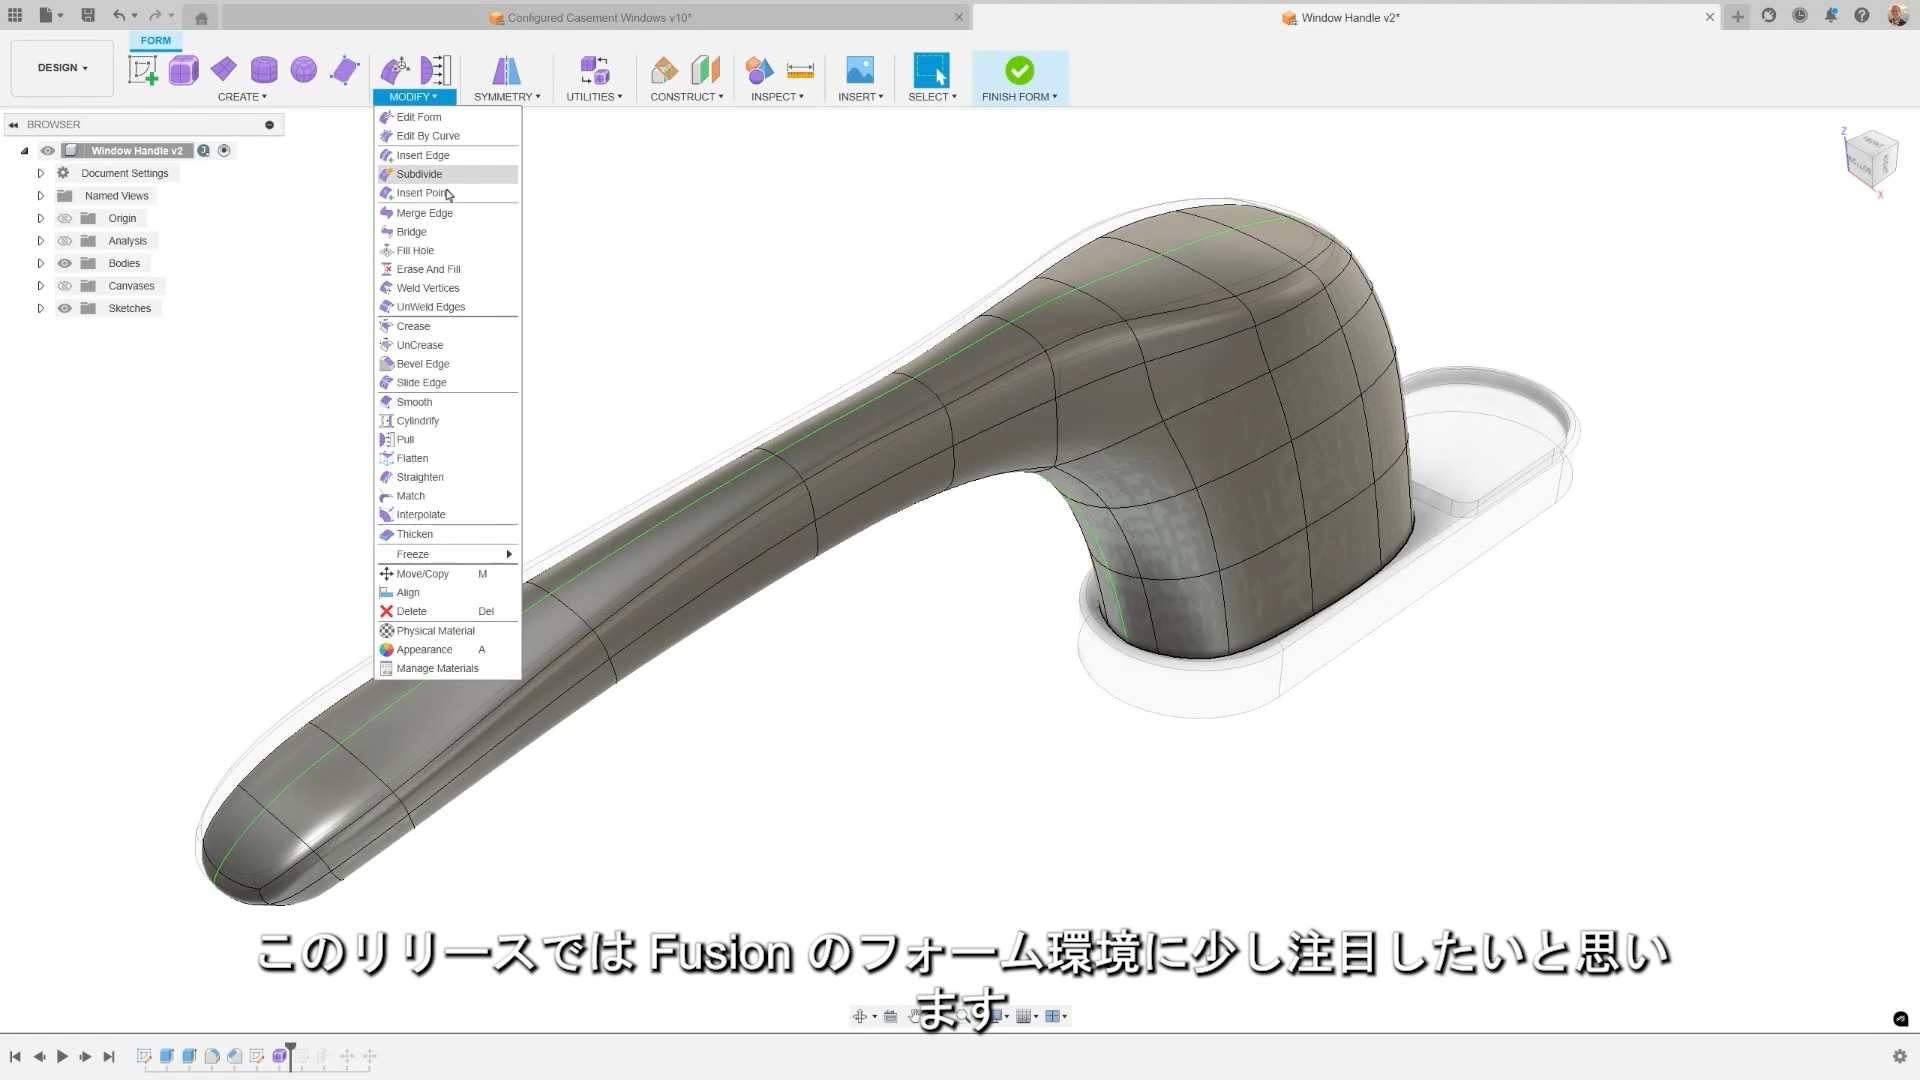 Configured Casement Windows v10*
Window Handle v2*
FORM
DESIGN
CREATE
MODIFY
SYMMETRY
UTILITIES
CONSTRUCT
INSPECT
INSERT
SELECT
FINISH FORM
BROWSER
Window Handle v2
Document Settings
Named Views
Origin
Analysis
Bodies
Canvases
Sketches
Edit Form
Edit By Curve
Insert Edge
Subdivide
Insert Point
Merge Edge
Bridge
Fill Hole
Erase And Fill
Weld Vertices
UnWeld Edges
Crease
UnCrease
Bevel Edge
Slide Edge
Smooth
Cylindrify
Pull
Flatten
Straighten
Match
Interpolate
Thicken
Freeze
Move/Copy M
Align
Delete Del
Physical Material
Appearance A
Manage Materials
Z
X
このリリースでは Fusion のフォーム環境に少し注目したいと思い
ます